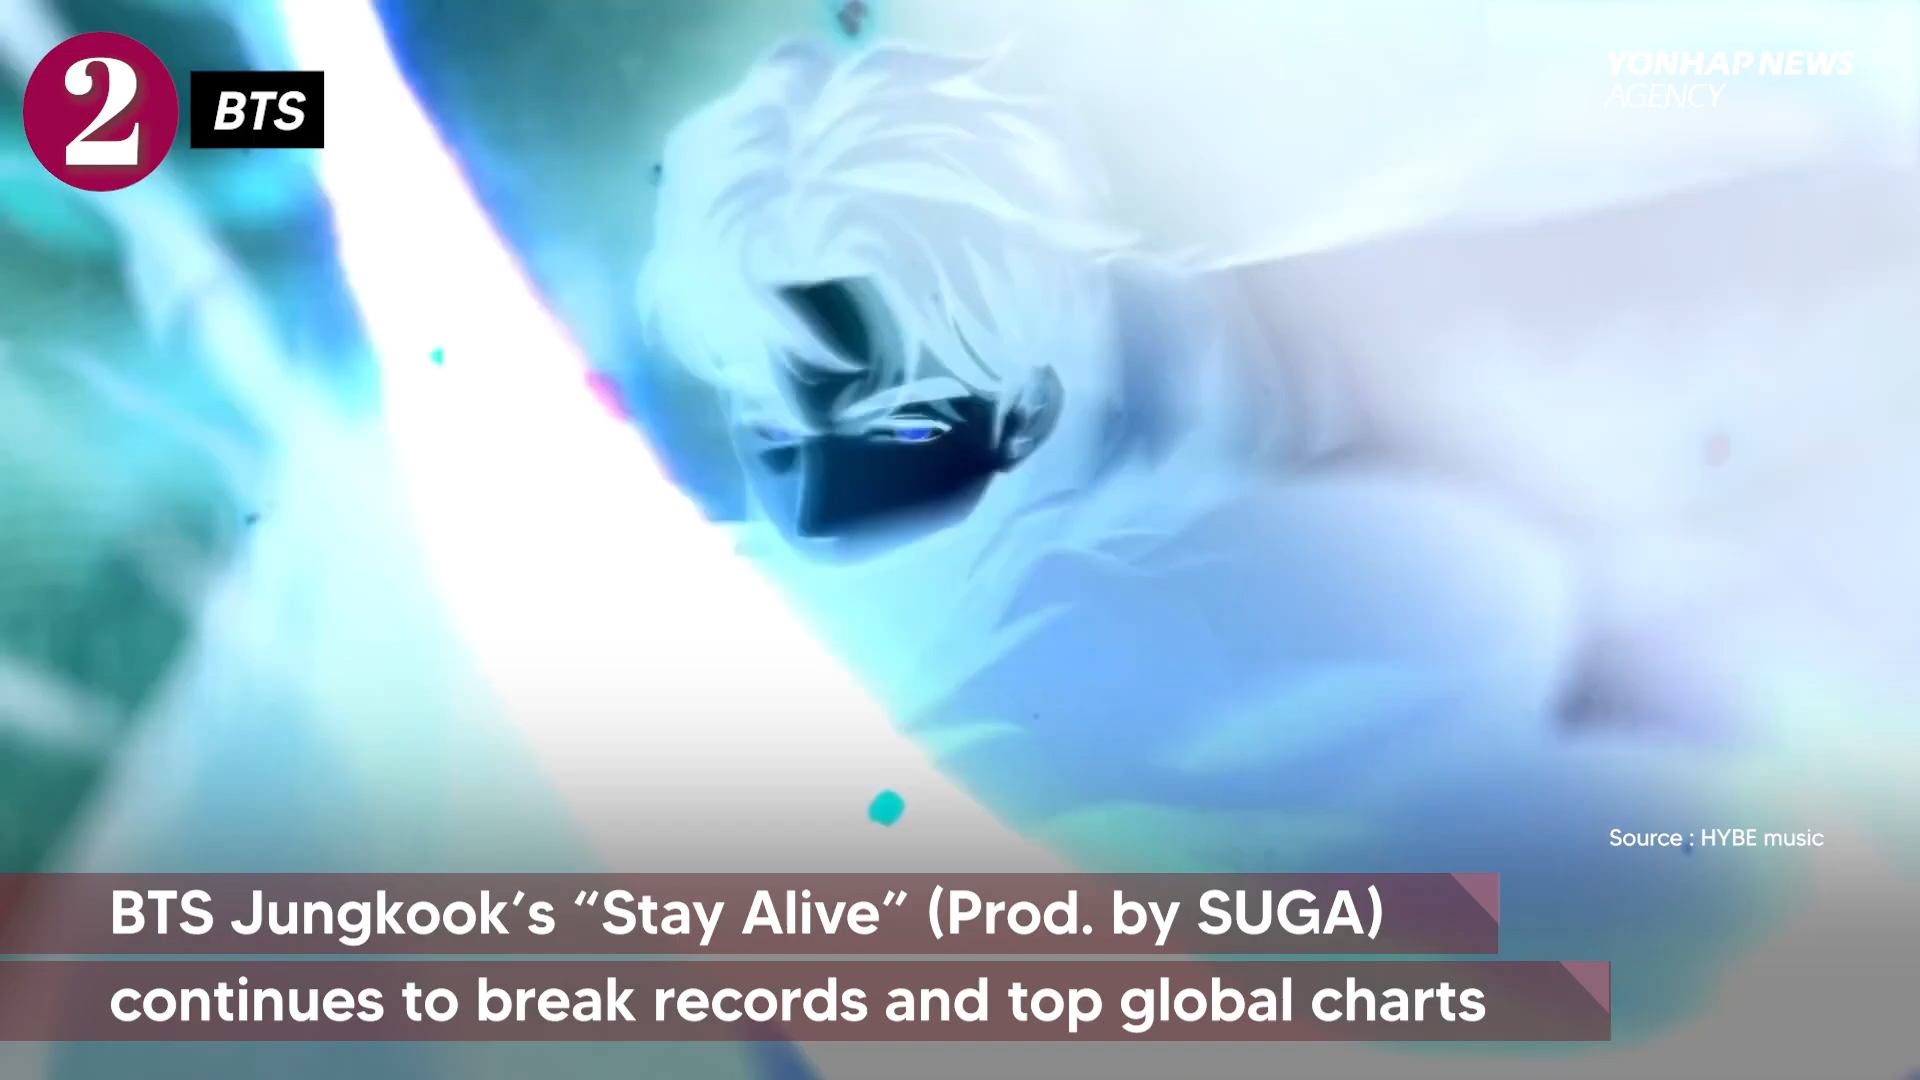 2
BTS
YONHAP NEWS
AGENCY
Source : HYBE music
BTS Jungkook’s “Stay Alive” (Prod. by SUGA)
continues to break records and top global charts